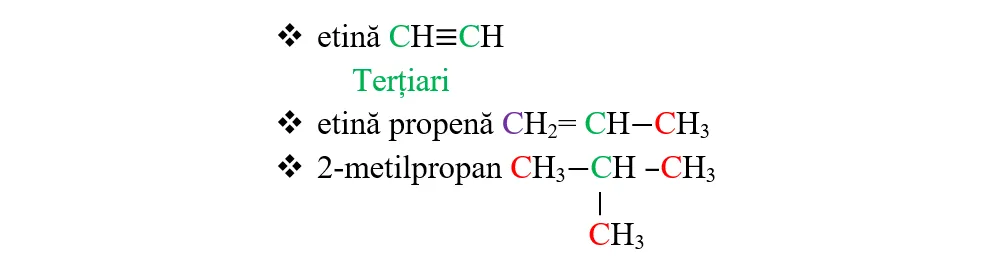 ❖ etină CH≡CH
Terțiari
❖ etină propenă CH₂= CH−CH₃
❖ 2-metilpropan CH₃−CH –CH₃
|
CH₃